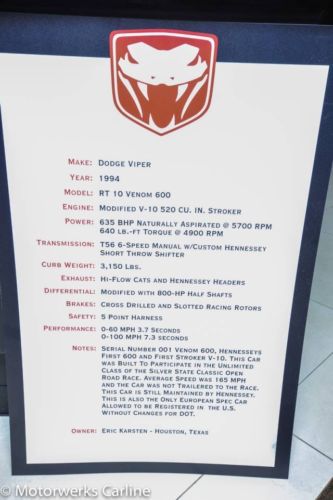 MAKE: DODGE VIPER
YEAR: 1994
MODEL: RT 10 VENOM 600
ENGINE: MODIFIED V-10 520 CU. IN. STROKER
POWER: 635 BHP NATURALLY ASPIRATED @ 5700 RPM
640 LB.-FT TORQUE @ 4900 RPM
TRANSMISSION: T56 6-SPEED MANUAL W/CUSTOM HENNESSEY
SHORT THROW SHIFTER
CURB WEIGHT: 3,150 LBS.
EXHAUST: HI-FLOW CATS AND HENNESSEY HEADERS
DIFFERENTIAL: MODIFIED WITH 800-HP HALF SHAFTS
BRAKES: CROSS DRILLED AND SLOTTED RACING ROTORS
SAFETY: 5 POINT HARNESS
PERFORMANCE: 0-60 MPH 3.7 SECONDS
0-100 MPH 7.3 SECONDS
NOTES: SERIAL NUMBER 001 VENOM 600, HENNESSEYS
FIRST 600 AND FIRST STROKER V-10. THIS CAR
WAS BUILT TO PARTICIPATE IN THE UNLIMITED
CLASS OF THE SILVER STATE CLASSIC OPEN
ROAD RACE. AVERAGE SPEED WAS 165 MPH
AND THE CAR WAS NOT TRAILERED TO THE RACE.
THIS CAR IS STILL MAINTAINED BY HENNESSEY.
THIS IS ALSO THE ONLY EUROPEAN SPEC CAR
ALLOWED TO BE REGISTERED IN THE U.S.
WITHOUT CHANGES FOR DOT.
OWNER: ERIC KARSTEN - HOUSTON, TEXAS
© Motorwerks Carline